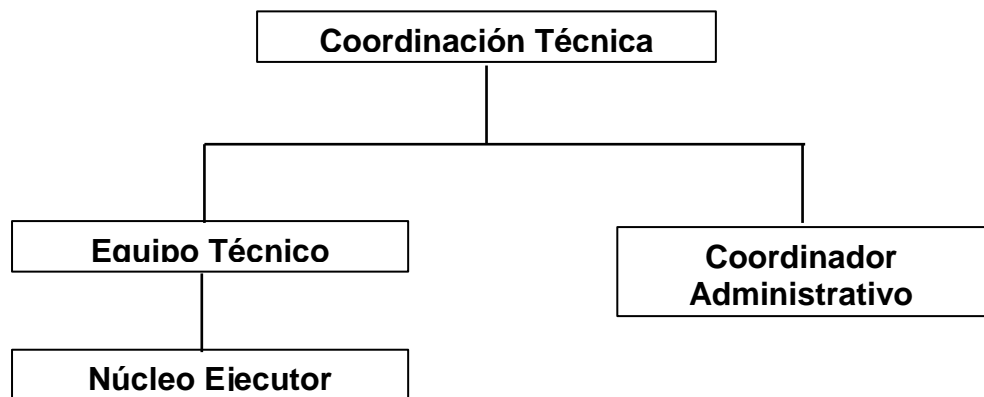 Coordinación Técnica
Equipo Técnico
Coordinador
Administrativo
Núcleo Ejecutor